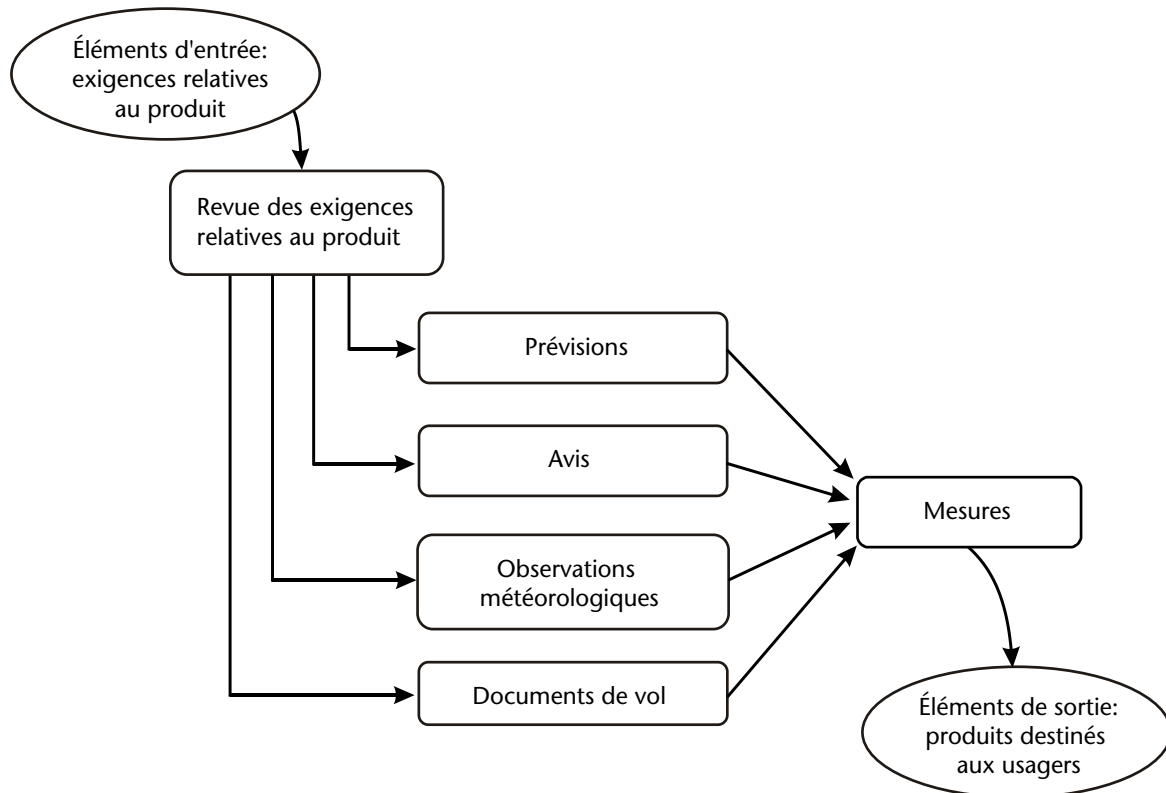 Éléments d'entrée:
exigences relatives
au produit
Revue des exigences
relatives au produit
Prévisions
Avis
Mesures
Observations
météorologiques
Documents de vol
Éléments de sortie:
produits destinés
aux usagers